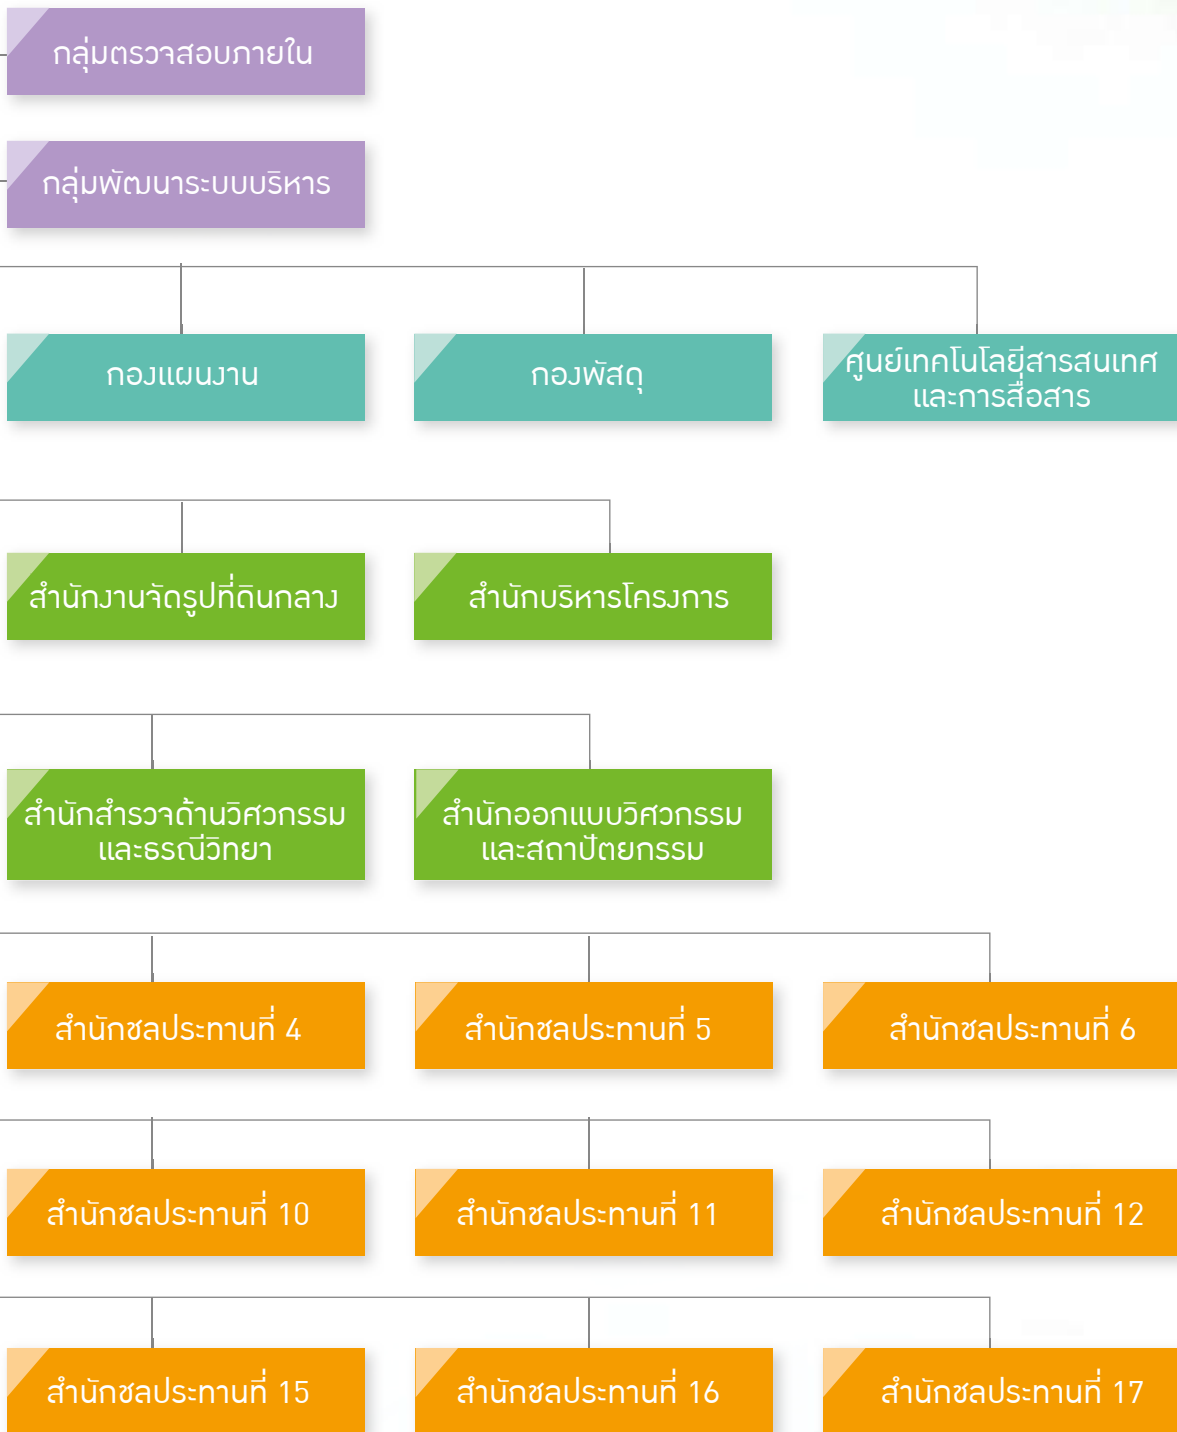 กลุ่มตรวจสอบภายใน
กลุ่มพัฒนาระบบบริหาร
กองแผนงาน
กองพัสดุ
ศูนย์เทคโนโลยีสารสนเทศ
และการสื่อสาร
สำนักงานจัดรูปที่ดินกลาง
สำนักบริหารโครงการ
สำนักสำรวจด้านวิศวกรรม
และธรณีวิทยา
สำนักออกแบบวิศวกรรม
และสถาปัตยกรรม
สำนักชลประทานที่ 4
สำนักชลประทานที่ 5
สำนักชลประทานที่ 6
สำนักชลประทานที่ 10
สำนักชลประทานที่ 11
สำนักชลประทานที่ 12
สำนักชลประทานที่ 15
สำนักชลประทานที่ 16
สำนักชลประทานที่ 17